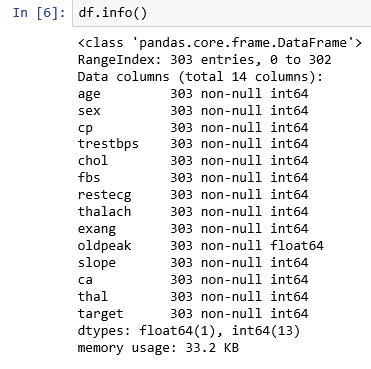 In [6]: df.info()
<class 'pandas.core.frame.DataFrame'>
RangeIndex: 303 entries, 0 to 302
Data columns (total 14 columns):
age         303 non-null int64
sex         303 non-null int64
cp          303 non-null int64
trestbps    303 non-null int64
chol        303 non-null int64
fbs         303 non-null int64
restecg     303 non-null int64
thalach     303 non-null int64
exang       303 non-null int64
oldpeak     303 non-null float64
slope       303 non-null int64
ca          303 non-null int64
thal        303 non-null int64
target      303 non-null int64
dtypes: float64(1), int64(13)
memory usage: 33.2 KB